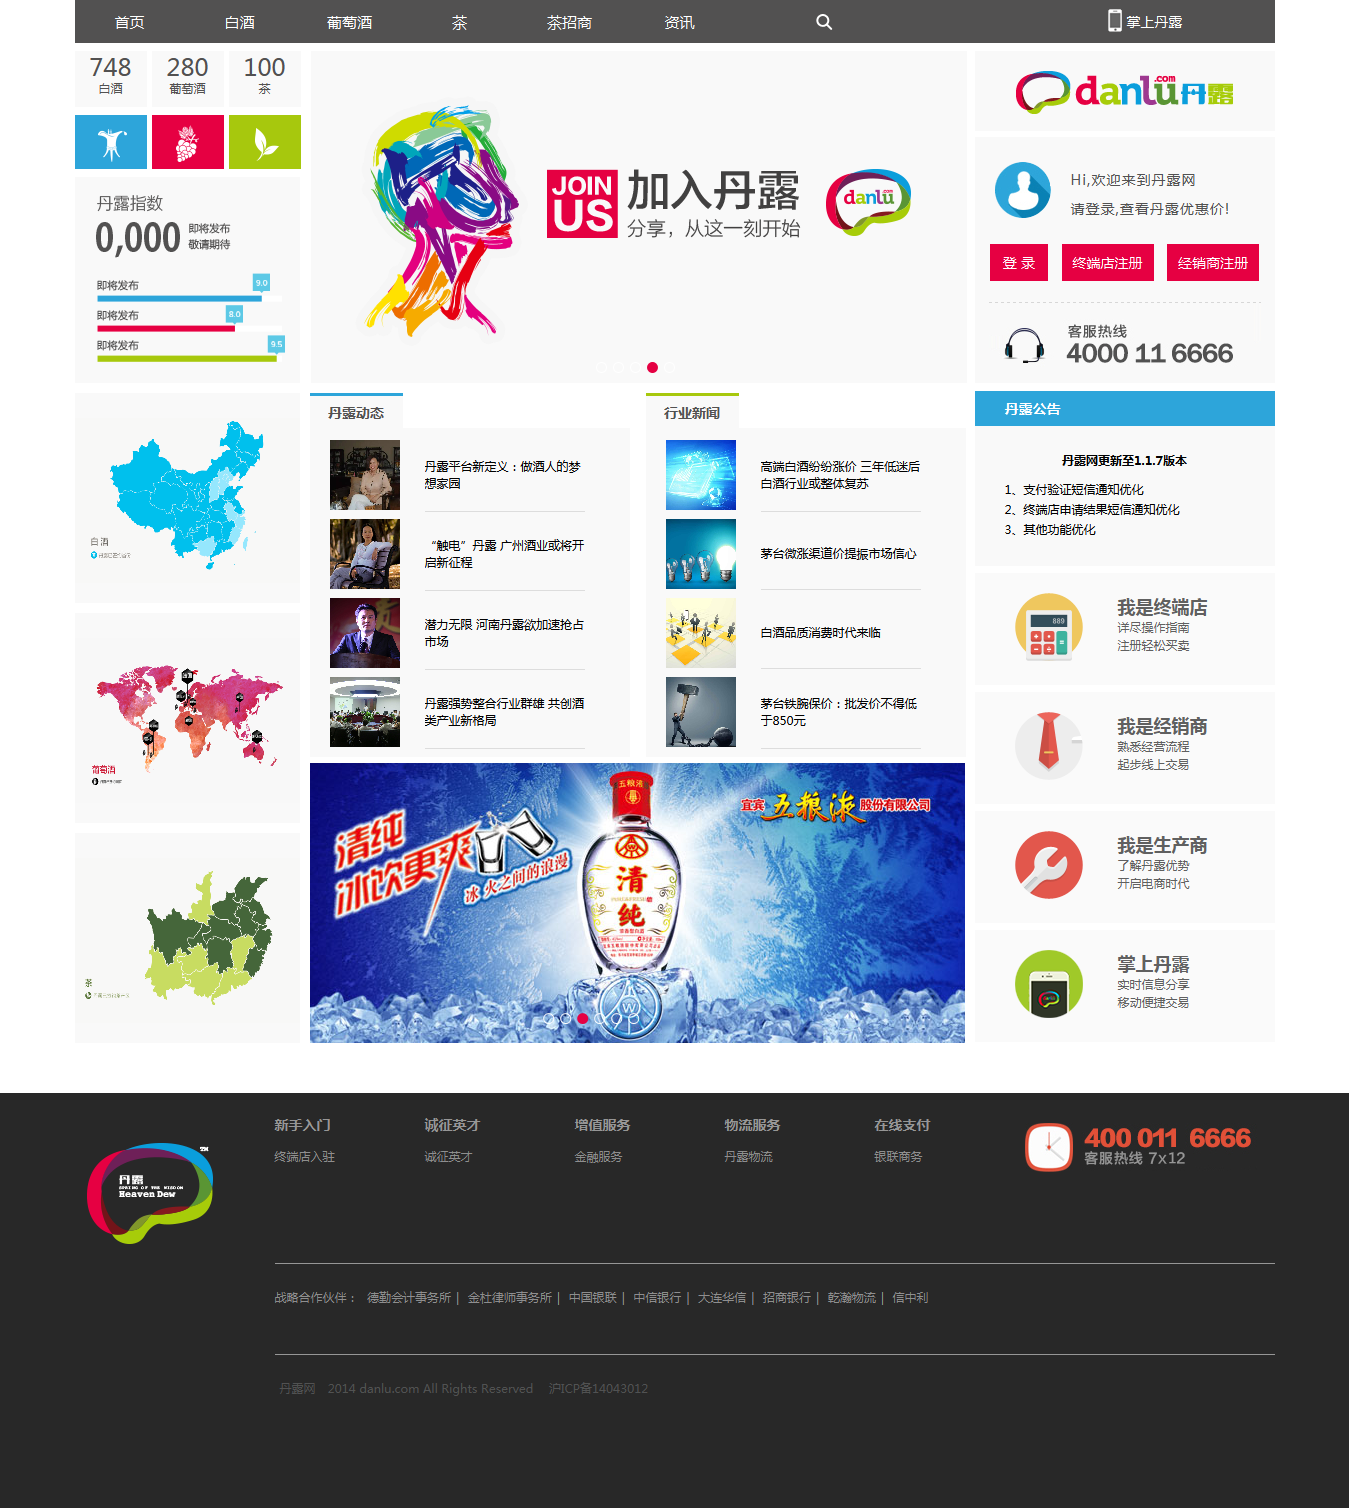 首页 白酒 葡萄酒 茶 茶招商 资讯 掌上丹露
748 280 100
白酒 葡萄酒 茶
丹露指数
0,000 即将发布
敬请期待
即将发布 9.0
即将发布 8.0
即将发布 9.5
JOIN US
加入丹露
分享，从这一刻开始
danlu.com
danlu.com丹露
Hi,欢迎来到丹露网
请登录,查看丹露优惠价!
登 录 终端店注册 经销商注册
客服热线
4000 11 6666
白酒
葡萄酒
茶
丹露动态
丹露平台新定义：做酒人的梦
想家园
“触电”丹露 广州酒业或将开
启新征程
潜力无限 河南丹露欲加速抢占
市场
丹露强势整合行业群雄 共创酒
类产业新格局
行业新闻
高端白酒纷纷涨价 三年低迷后
白酒行业或整体复苏
茅台微涨渠道价提振市场信心
白酒品质消费时代来临
茅台铁腕保价：批发价不得低
于850元
丹露公告
丹露网更新至1.1.7版本
1、支付验证短信通知优化
2、终端店申请结果短信通知优化
3、其他功能优化
889
我是终端店
详尽操作指南
注册轻松买卖
我是经销商
熟悉经营流程
起步线上交易
我是生产商
了解丹露优势
开启电商时代
掌上丹露
实时信息分享
移动便捷交易
清纯
冰饮更爽
冰火之间的浪漫
五粮液
清纯
W
宜宾五粮液股份有限公司
丹露
SPRING OF THE WISDOM
Heaven Dew
TM
新手入门 诚征英才 增值服务 物流服务 在线支付
终端店入驻 诚征英才 金融服务 丹露物流 银联商务
400 011 6666
客服热线 7x12
战略合作伙伴： 德勤会计事务所 | 金杜律师事务所 | 中国银联 | 中信银行 | 大连华信 | 招商银行 | 乾瀚物流 | 信中利
丹露网 2014 danlu.com All Rights Reserved 沪ICP备14043012